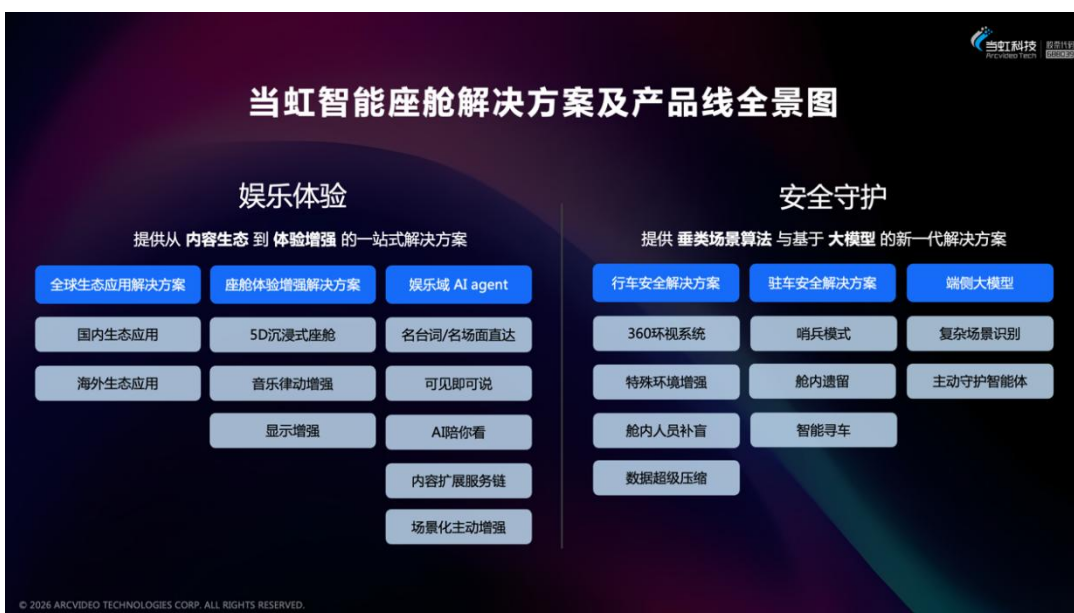 当虹科技
Arcvideo Tech
股票代码
当虹智能座舱解决方案及产品线全景图
娱乐体验
提供从 内容生态 到 体验增强 的一站式解决方案
全球生态应用解决方案
国内生态应用
海外生态应用
座舱体验增强解决方案
5D沉浸式座舱
音乐律动增强
显示增强
娱乐域 AI agent
名台词/名场面直达
可见即可说
AI陪你看
内容扩展服务链
场景化主动增强
安全守护
提供 垂类场景算法 与基于 大模型 的新一代解决方案
行车安全解决方案
360环视系统
特殊环境增强
舱内人员补盲
数据超级压缩
驻车安全解决方案
哨兵模式
舱内遗留
智能寻车
端侧大模型
复杂场景识别
主动守护智能体
© 2026 ARCVIDEO TECHNOLOGIES CORP. ALL RIGHTS RESERVED.